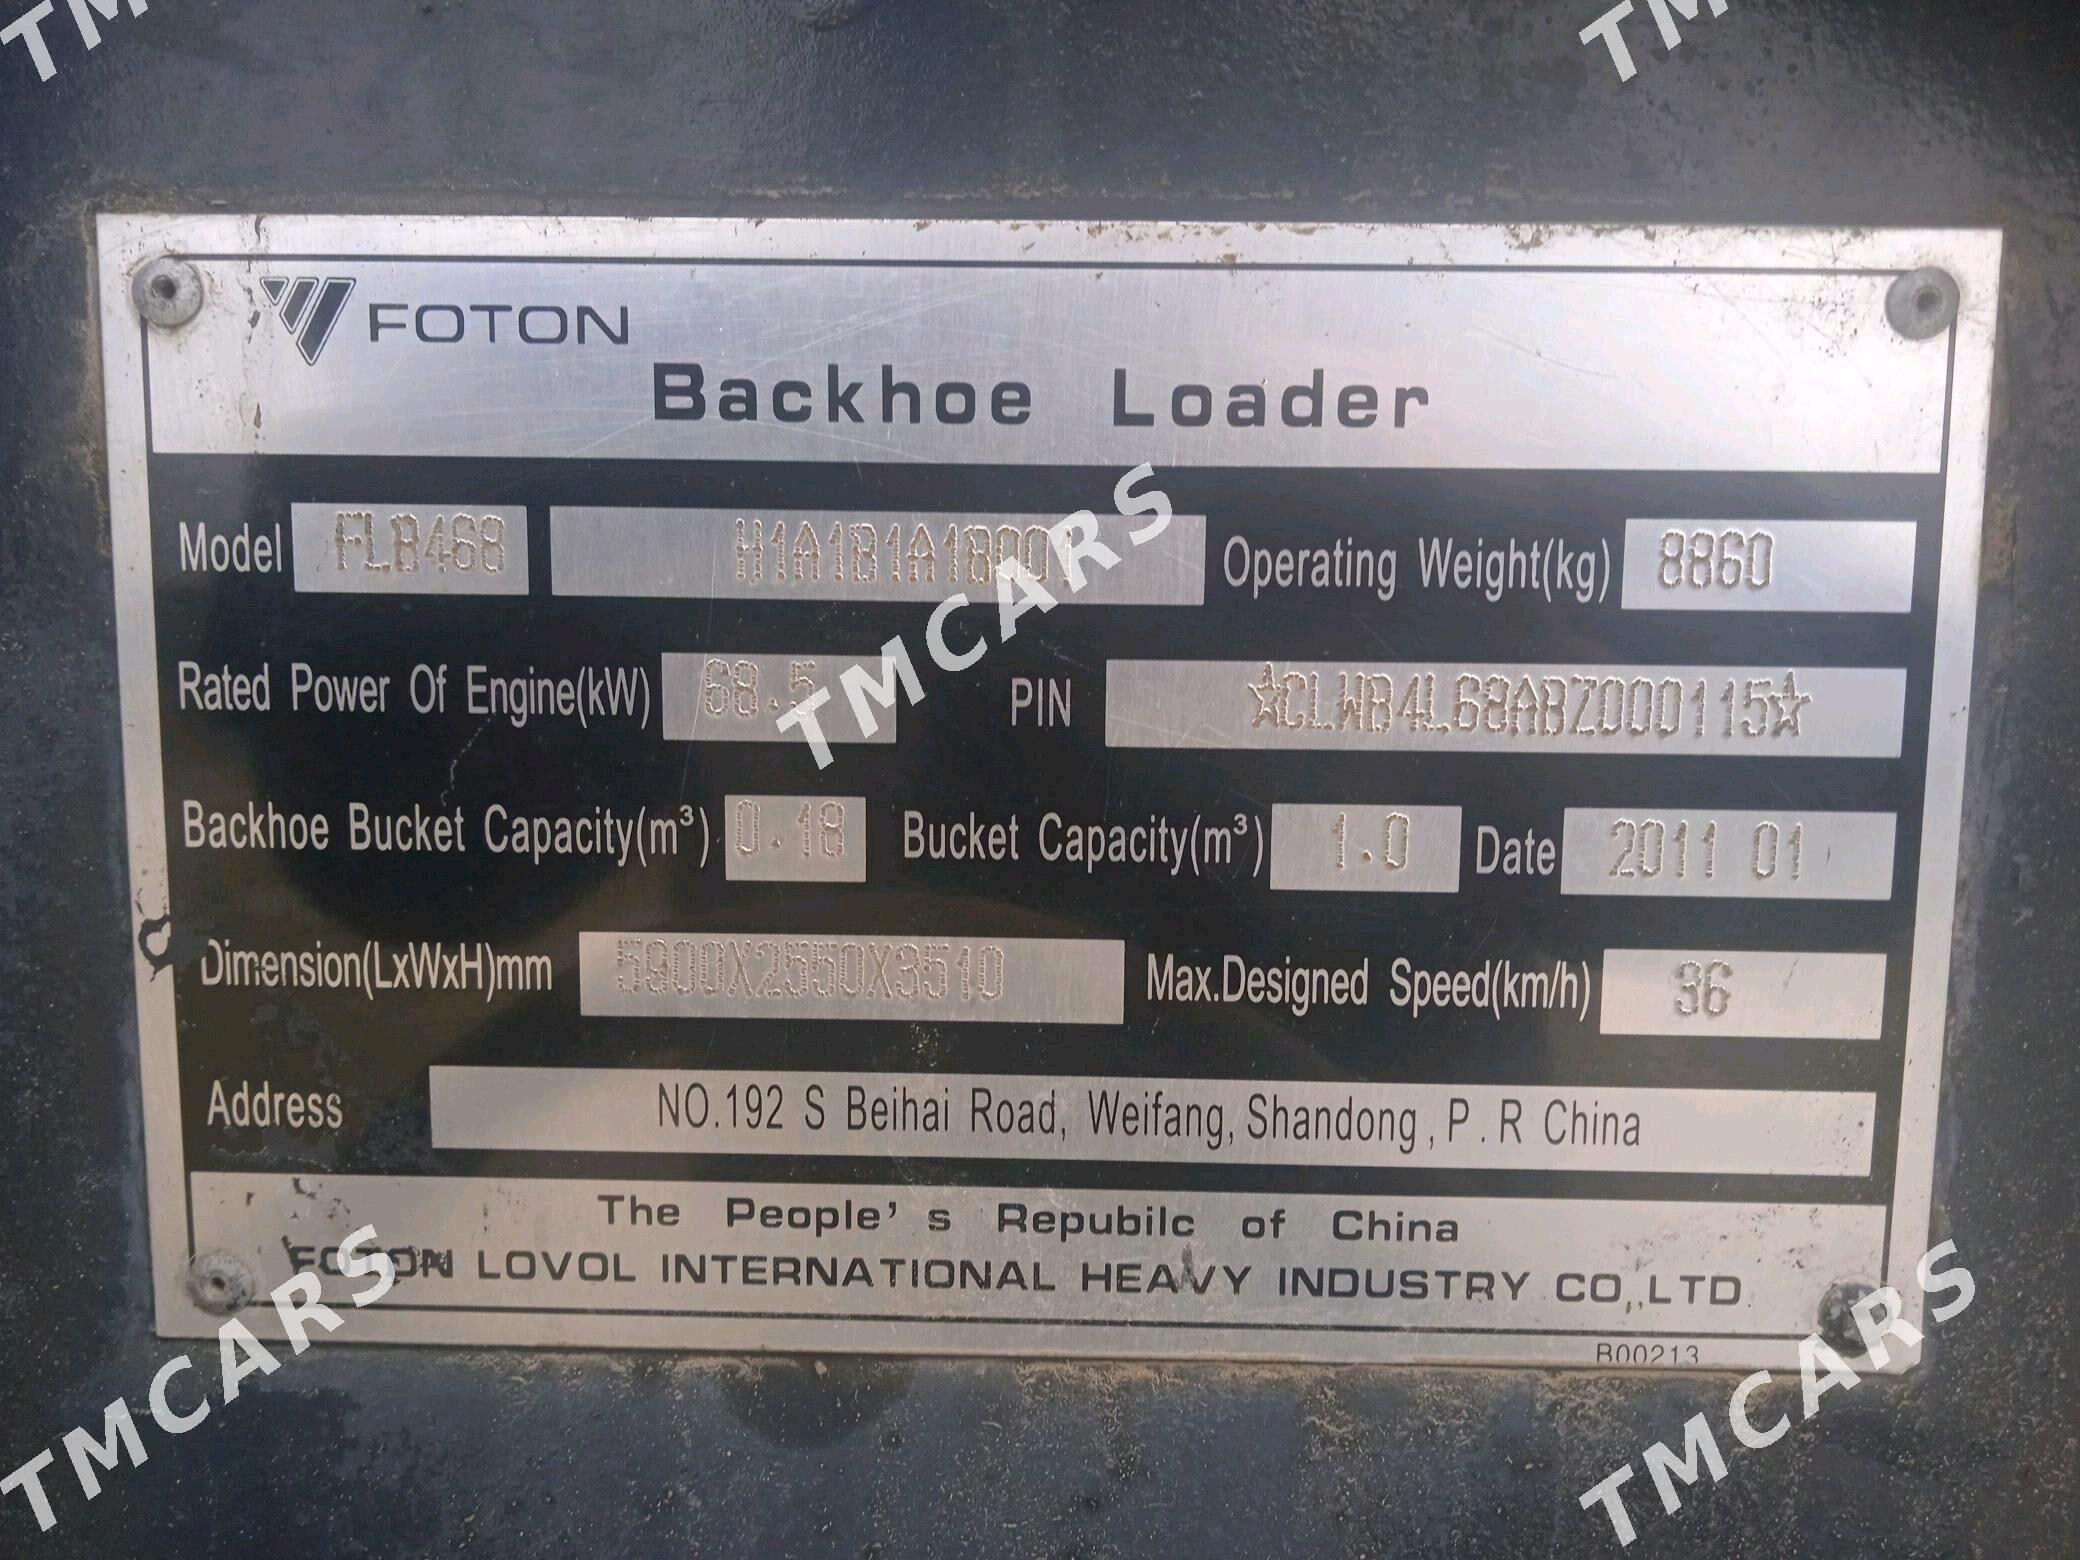 FOTON
Backhoe Loader
Model FLB468 H1A1B1A1B001 Operating Weight(kg) 8860
Rated Power Of Engine(kW) 68.5 PIN ☆CLWB4L68ABZ000115☆
Backhoe Bucket Capacity(m³) 0.18 Bucket Capacity(m³) 1.0 Date 2011 01
Dimension(LxWxH)mm 5800X2550X3510 Max.Designed Speed(km/h) 36
Address NO.192 S Beihai Road, Weifang, Shandong, P.R China
The People's Repubilc of China
FOTON LOVOL INTERNATIONAL HEAVY INDUSTRY CO,.LTD.
B00213
TMCARS
TMCARS
TMCARS